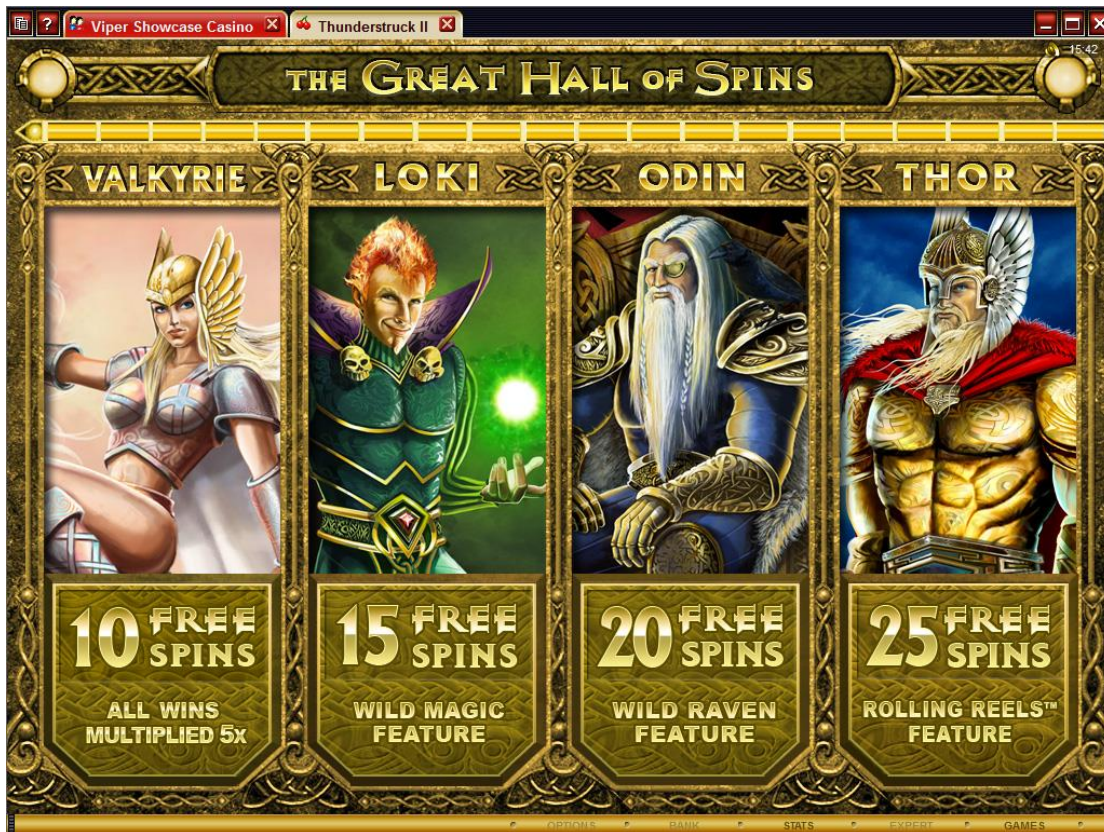 ?
Viper Showcase Casino
Thunderstruck II
15:42
THE GREAT HALL OF SPINS
VALKYRIE
LOKI
ODIN
THOR
10 FREE
SPINS
ALL WINS
MULTIPLIED 5x
15 FREE
SPINS
WILD MAGIC
FEATURE
20 FREE
SPINS
WILD RAVEN
FEATURE
25 FREE
SPINS
ROLLING REELS™
FEATURE
OPTIONS
BANK
STATS
EXPERT
GAMES